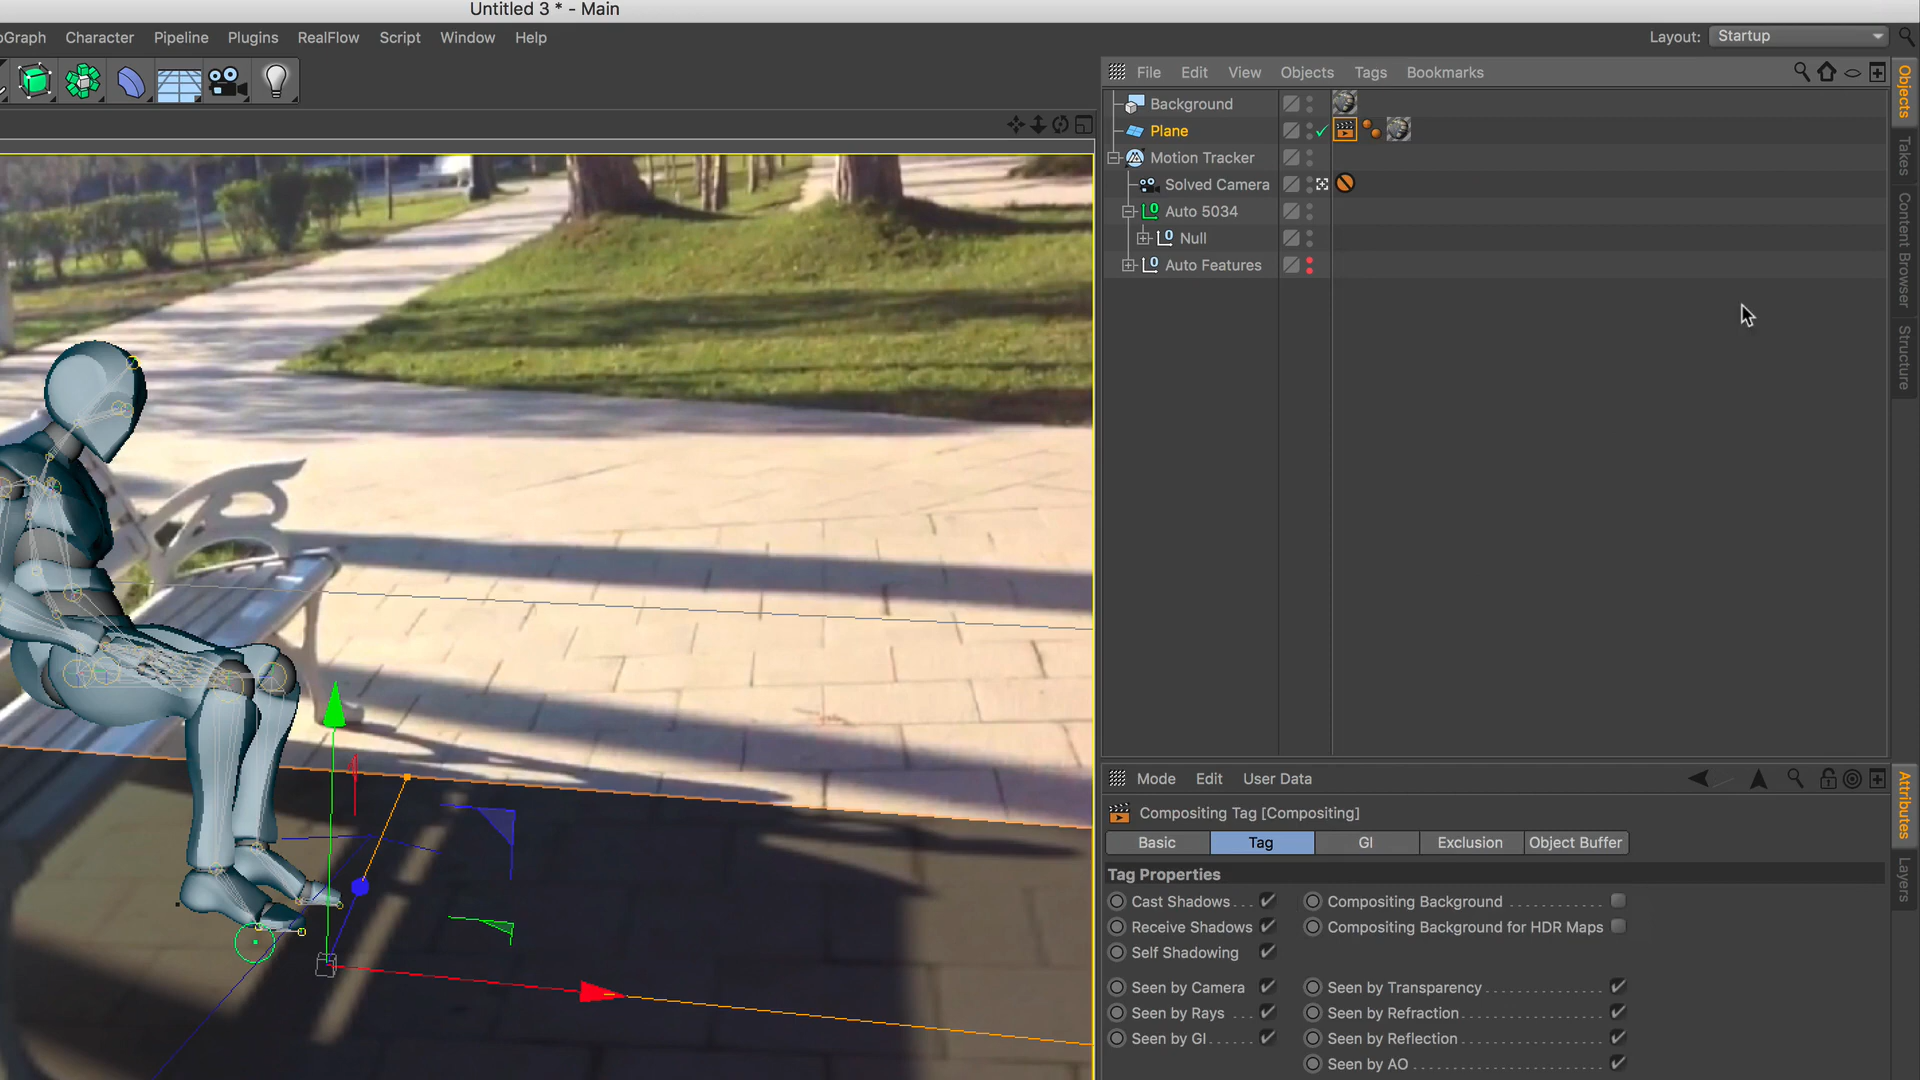 Untitled 3 * - Main
oGraph Character Pipeline Plugins RealFlow Script Window Help
Layout: Startup
File Edit View Objects Tags Bookmarks
Background
Plane
Motion Tracker
Solved Camera
Auto 5034
Null
Auto Features
Objects
Takes
Content Browser
Structure
Mode Edit User Data
Compositing Tag [Compositing]
Basic Tag GI Exclusion Object Buffer
Tag Properties
Cast Shadows . . . Compositing Background
Receive Shadows Compositing Background for HDR Maps
Self Shadowing
Seen by Camera Seen by Transparency
Seen by Rays Seen by Refraction
Seen by GI Seen by Reflection
Seen by AO
Attributes
Layers